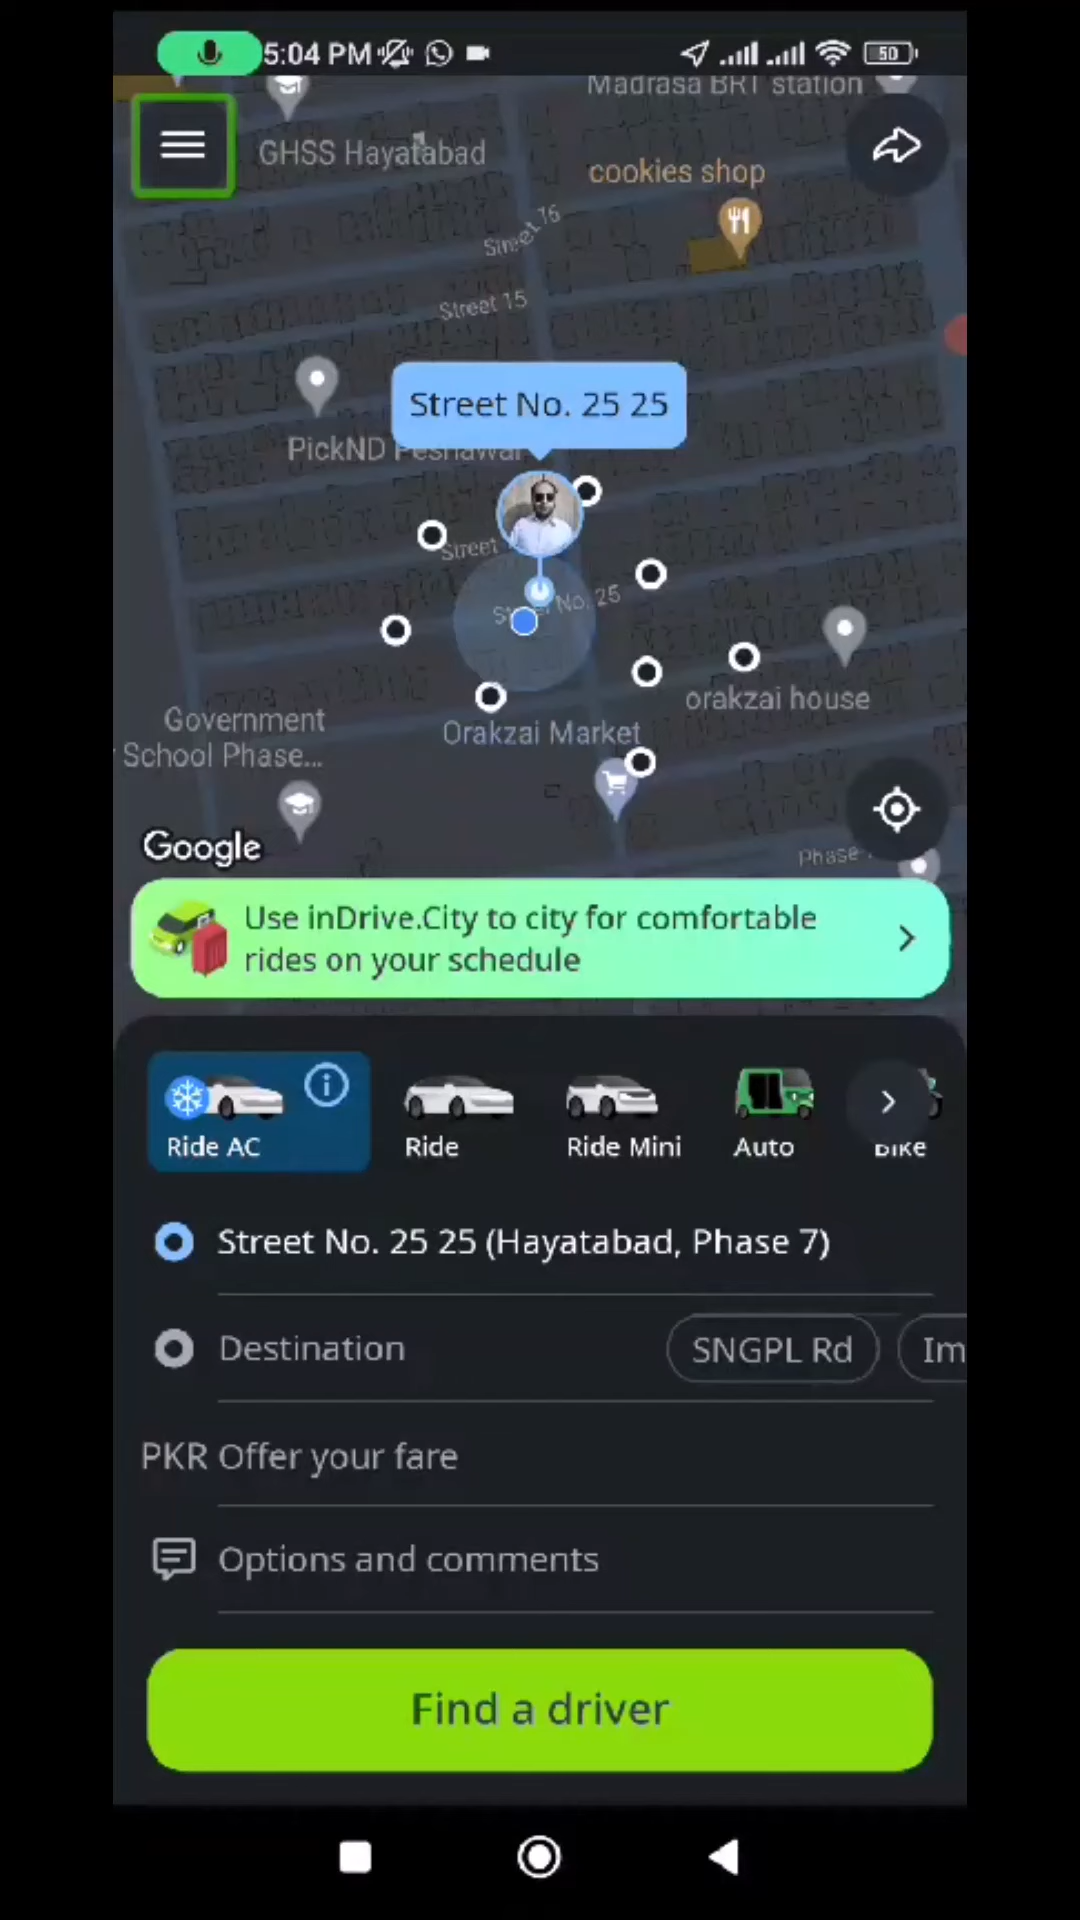 5:04 PM
50
Madrasa BRT station
GHSS Hayatabad
cookies shop
Street 16
Street 15
Street No. 25 25
PickND Peshawar
Street
Street No. 25
orakzai house
Government
School Phase...
Orakzai Market
Google
Phase
Use inDrive.City to city for comfortable
rides on your schedule
Ride AC
Ride
Ride Mini
Auto
Bike
Street No. 25 25 (Hayatabad, Phase 7)
Destination
SNGPL Rd
Im
PKR Offer your fare
Options and comments
Find a driver